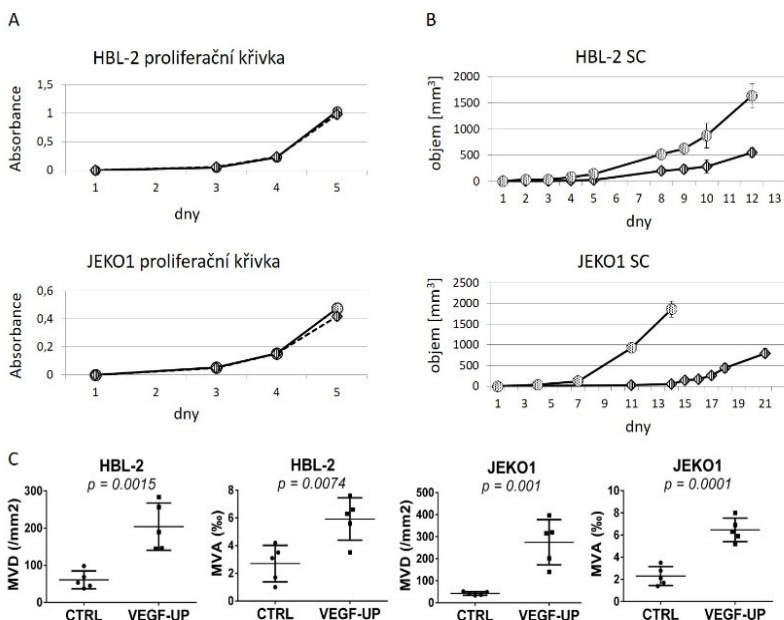 A
HBL-2 proliferační křivka
Absorbance
1,5
1
0,5
0
1 2 3 4 5
dny
JEKO1 proliferační křivka
Absorbance
0,6
0,4
0,2
0
1 2 3 4 5
dny
B
HBL-2 SC
objem [mm³]
2000
1500
1000
500
0
1 2 3 4 5 6 7 8 9 10 11 12 13
dny
JEKO1 SC
objem [mm³]
2500
2000
1500
1000
500
0
1 3 5 7 9 11 13 15 17 19 21
dny
C
HBL-2
p = 0.0015
MVD (/mm2)
300
200
100
0
CTRL VEGF-UP
HBL-2
p = 0.0074
MVA (‰)
8
6
4
2
0
CTRL VEGF-UP
JEKO1
p = 0.001
MVD (/mm2)
500
400
300
200
100
0
CTRL VEGF-UP
JEKO1
p = 0.0001
MVA (‰)
10
8
6
4
2
0
CTRL VEGF-UP